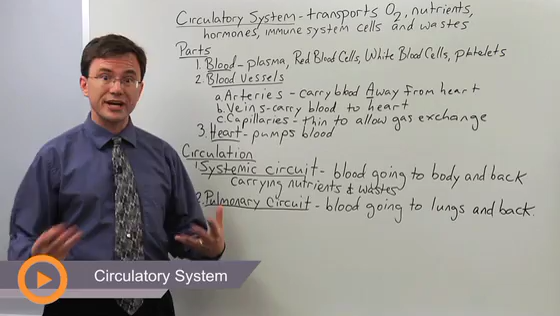 Circulatory System - transports O2, nutrients,
hormones, immune system cells and wastes
Parts
1. Blood - plasma, Red Blood Cells, White Blood Cells, platelets
2. Blood Vessels
a. Arteries - carry blood Away from heart
b. Veins - carry blood to heart
c. Capillaries - thin to allow gas exchange
3. Heart - pumps blood
Circulation
1. Systemic circuit - blood going to body and back
carrying nutrients & wastes
2. Pulmonary Circuit - blood going to lungs and back.
Circulatory System